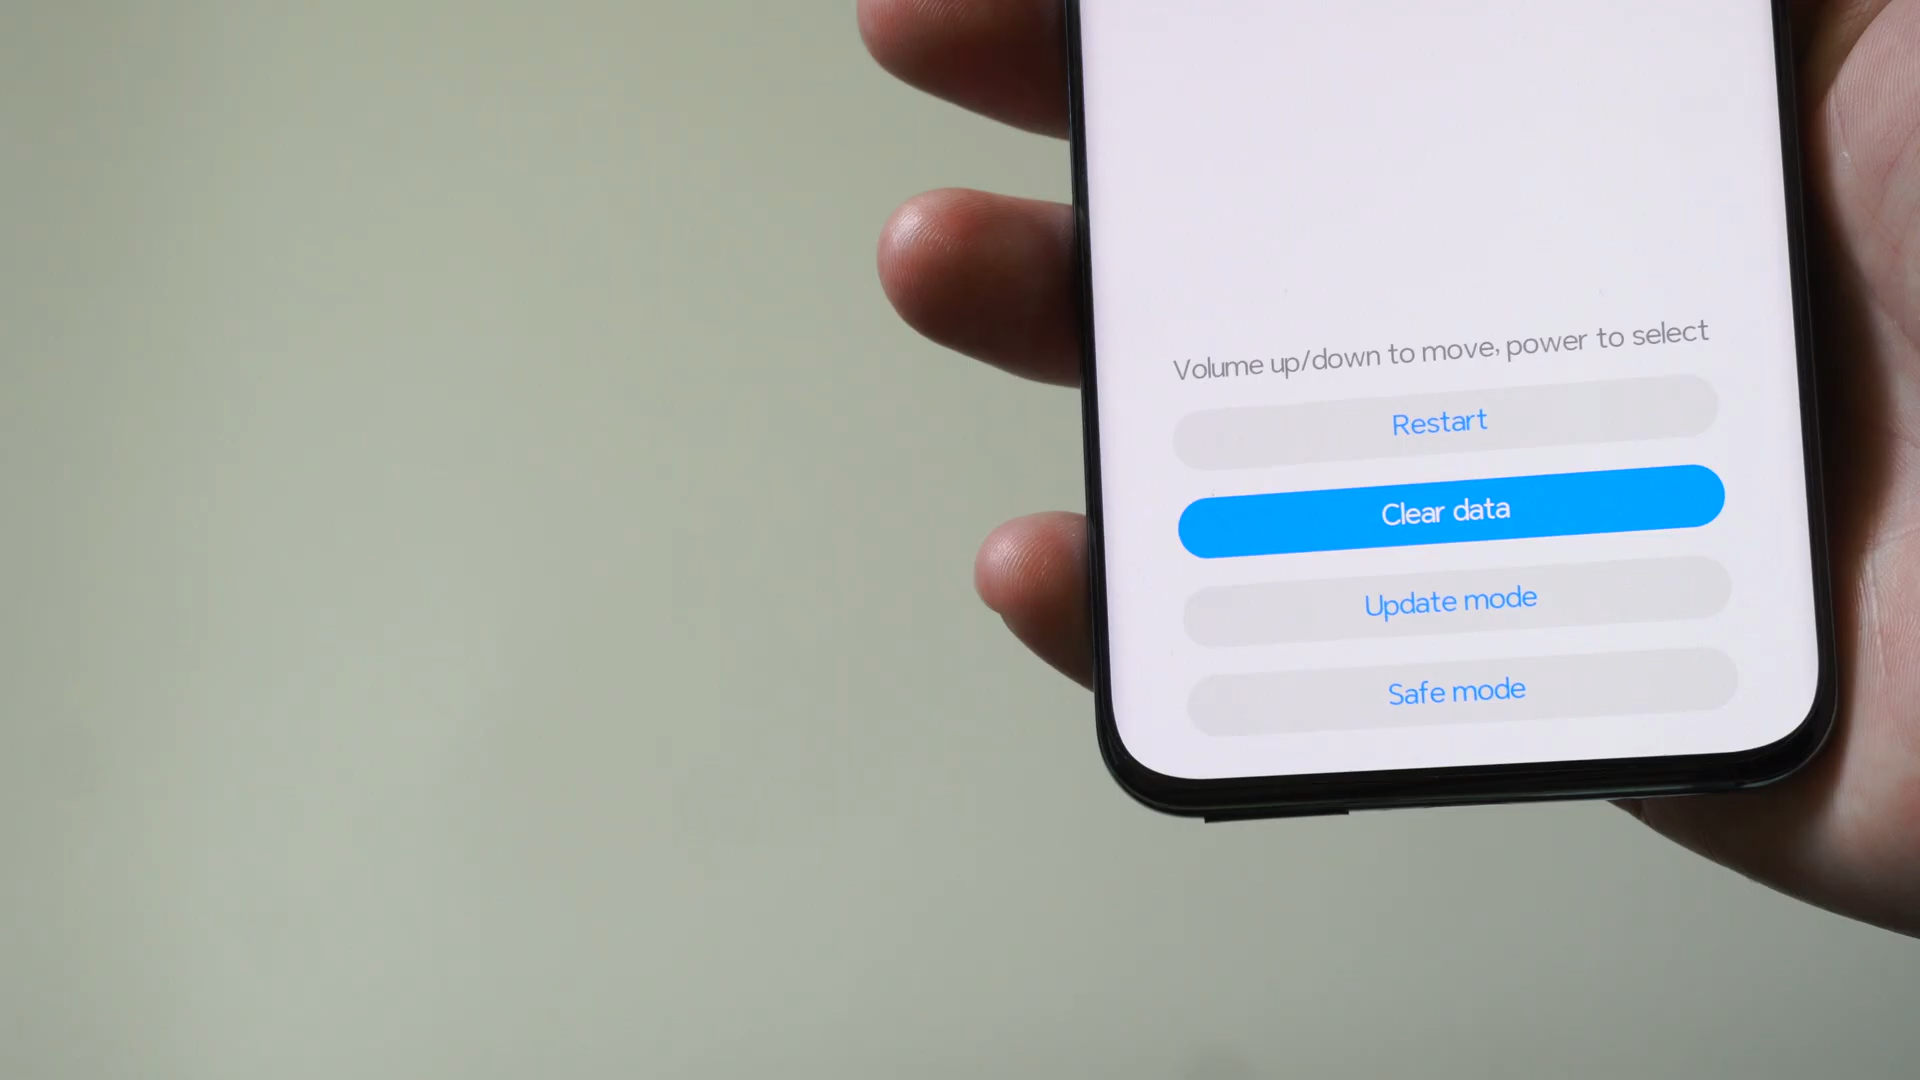 Volume up/down to move, power to select
Restart
Clear data
Update mode
Safe mode